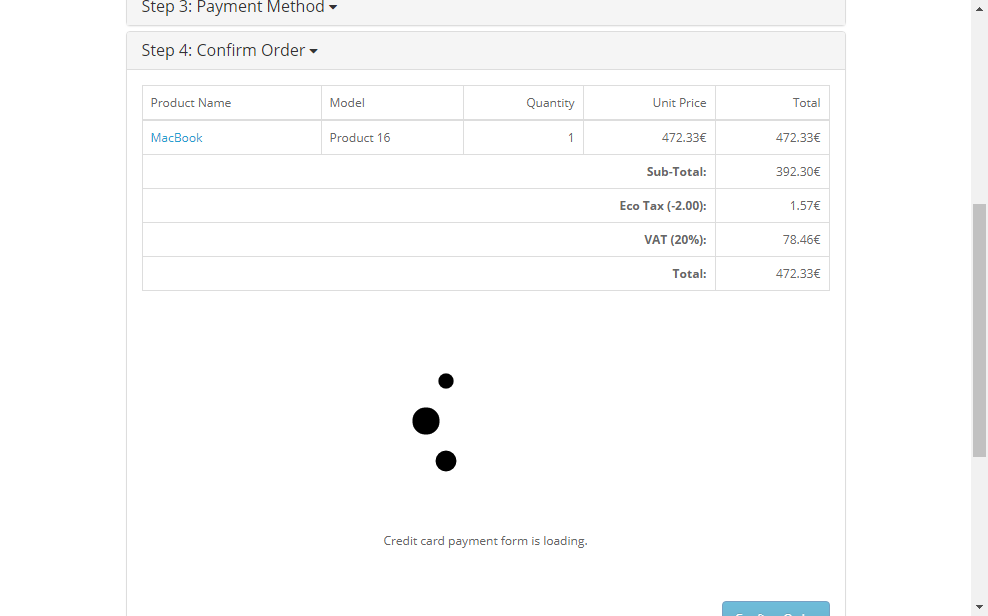 Step 3: Payment Method
Step 4: Confirm Order
Product Name Model Quantity Unit Price Total
MacBook Product 16 1 472.33€ 472.33€
Sub-Total: 392.30€
Eco Tax (-2.00): 1.57€
VAT (20%): 78.46€
Total: 472.33€
Credit card payment form is loading.